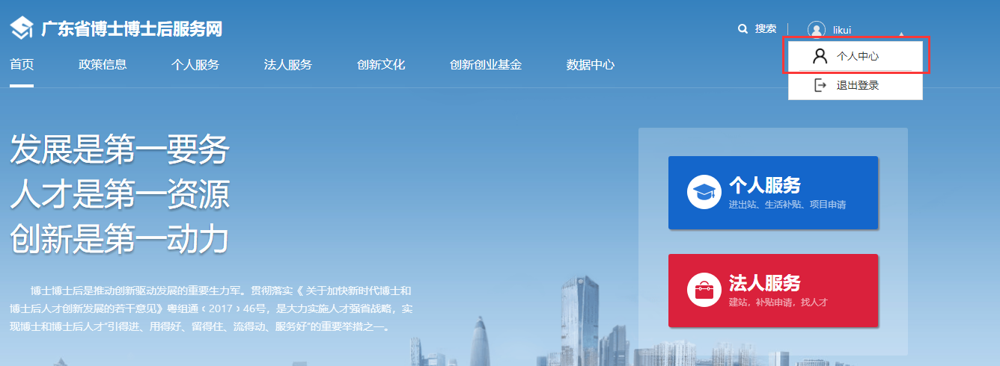 广东省博士博士后服务网
搜索
likui
首页 政策信息 个人服务 法人服务 创新文化 创新创业基金 数据中心
个人中心
退出登录
发展是第一要务
人才是第一资源
创新是第一动力
博士博士后是推动创新驱动发展的重要生力军。贯彻落实《 关于加快新时代博士和
博士后人才创新发展的若干意见》粤组通﹝2017﹞46号，是大力实施人才强省战略，实
现博士和博士后人才"引得进、用得好、留得住、流得动、服务好"的重要举措之一。
个人服务
进出站、生活补贴、项目申请
法人服务
建站，补贴申请，找人才